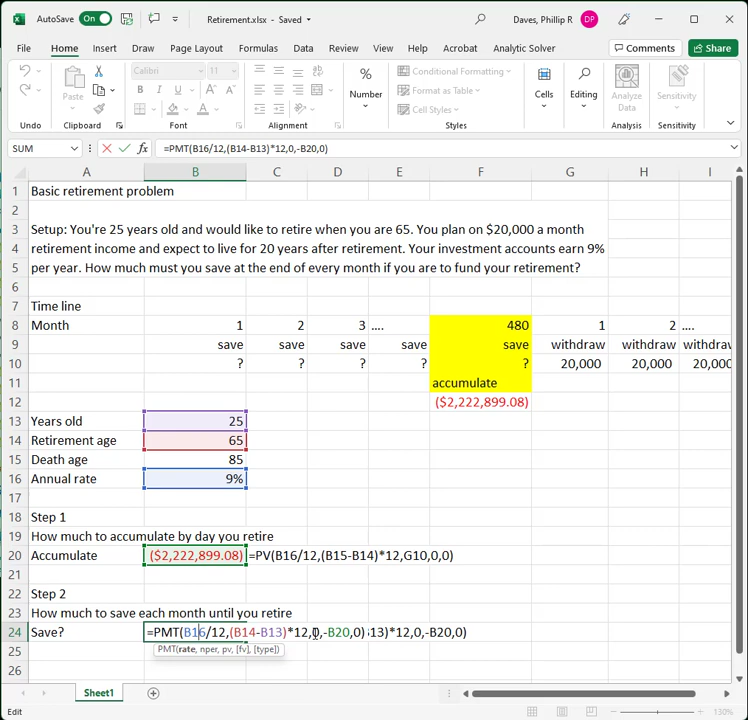 AutoSave On Retirement.xlsx - Saved Daves, Phillip R DP
File Home Insert Draw Page Layout Formulas Data Review View Help Acrobat Analytic Solver Comments Share
Calibri 11 Conditional Formatting
Paste B I U A A Number Format as Table Cells Editing Analyze Data Sensitivity
Cell Styles
Undo Clipboard Font Alignment Styles Analysis Sensitivity
SUM fx =PMT(B16/12,(B14-B13)*12,0,-B20,0)
A B C D E F G H I
1 Basic retirement problem
2
3 Setup: You're 25 years old and would like to retire when you are 65. You plan on $20,000 a month
4 retirement income and expect to live for 20 years after retirement. Your investment accounts earn 9%
5 per year. How much must you save at the end of every month if you are to fund your retirement?
6
7 Time line
8 Month 1 2 3 .... 480 1 2 ....
9 save save save save save withdraw withdraw withdraw
10 ? ? ? ? ? 20,000 20,000 20,000
11 accumulate
12 ($2,222,899.08)
13 Years old 25
14 Retirement age 65
15 Death age 85
16 Annual rate 9%
17
18 Step 1
19 How much to accumulate by day you retire
20 Accumulate ($2,222,899.08) =PV(B16/12,(B15-B14)*12,G10,0,0)
21
22 Step 2
23 How much to save each month until you retire
24 Save? =PMT(B16/12,(B14-B13)*12,0,-B20,0) 13)*12,0,-B20,0)
25 PMT(rate, nper, pv, [fv], [type])
26
Sheet1
Edit 130%